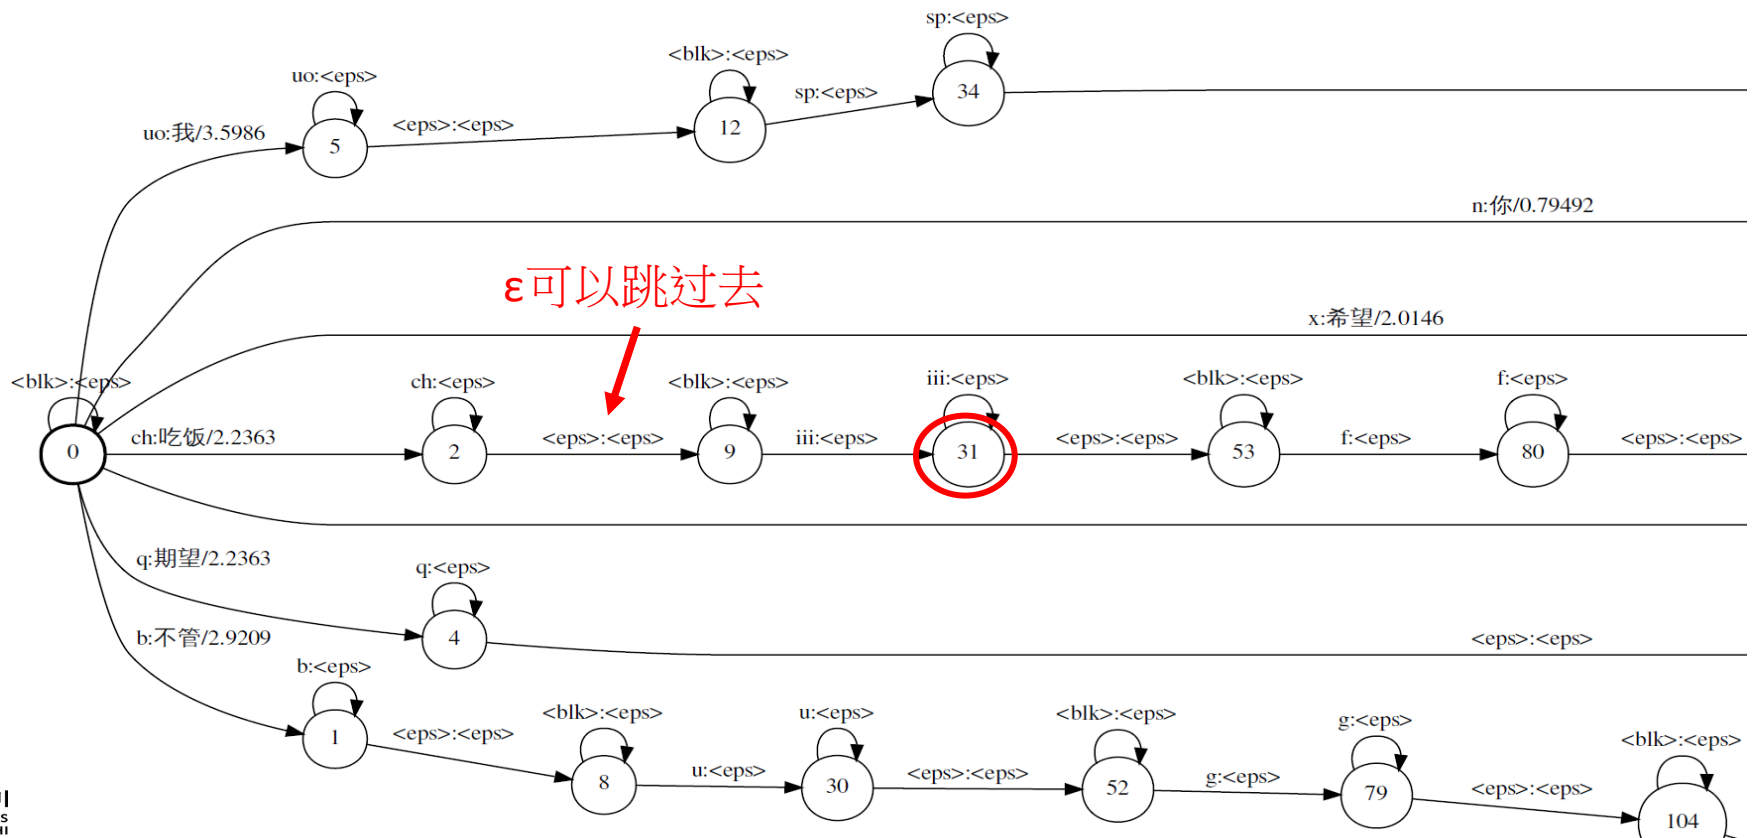 sp:<eps>
<blk>:<eps>
uo:<eps>
sp:<eps>
34
uo:我/3.5986
<eps>:<eps>
12
5
n:你/0.79492
ε可以跳过去
x:希望/2.0146
<blk>:<eps>
ch:<eps>
<blk>:<eps>
iii:<eps>
<blk>:<eps>
f:<eps>
0
ch:吃饭/2.2363
2
<eps>:<eps>
9
iii:<eps>
31
<eps>:<eps>
53
f:<eps>
80
<eps>:<eps>
q:期望/2.2363
q:<eps>
4
<eps>:<eps>
b:不管/2.9209
b:<eps>
1
<eps>:<eps>
<blk>:<eps>
8
u:<eps>
u:<eps>
30
<eps>:<eps>
<blk>:<eps>
52
g:<eps>
g:<eps>
79
<eps>:<eps>
<blk>:<eps>
104